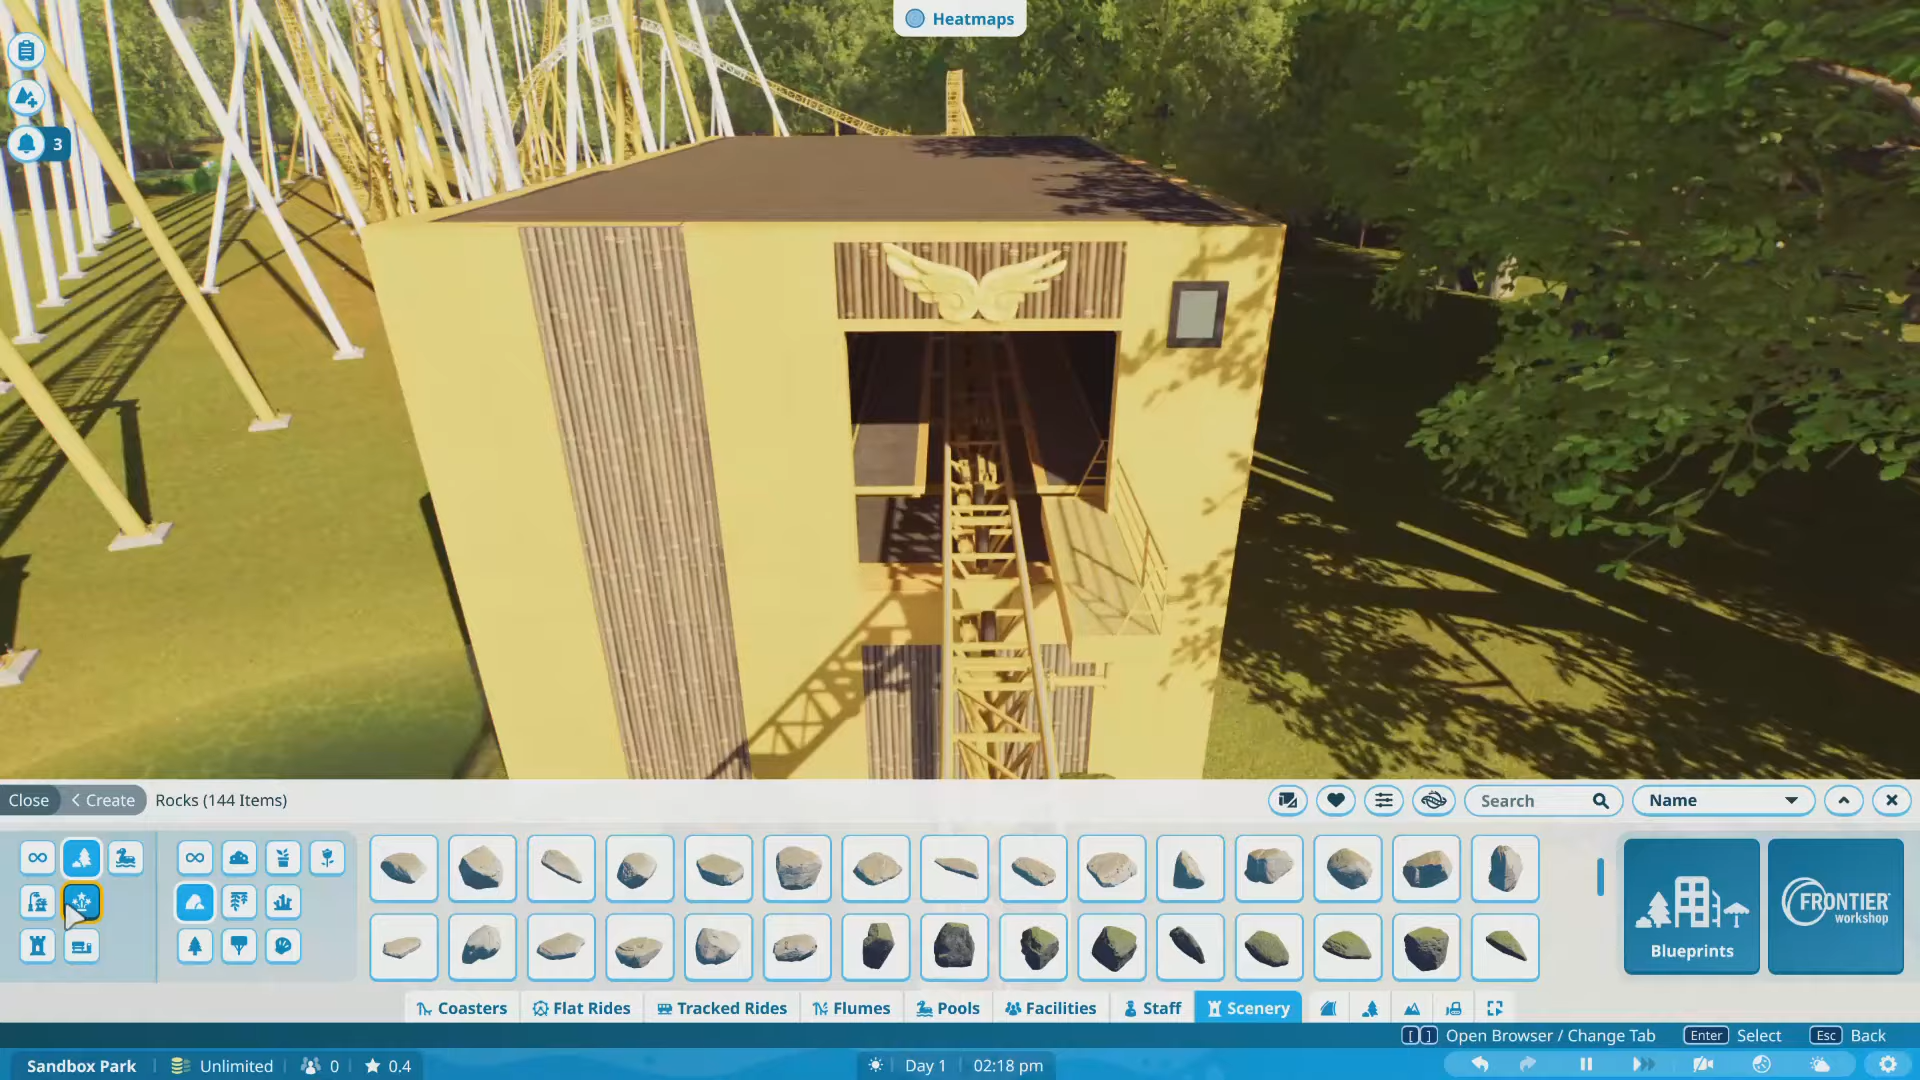 Heatmaps
3
Close
Create
Rocks (144 Items)
Search
Name
Blueprints
FRONTIER
workshop
Coasters
Flat Rides
Tracked Rides
Flumes
Pools
Facilities
Staff
Scenery
[ ] Open Browser / Change Tab
Enter Select
Esc Back
Sandbox Park
Unlimited
0
0.4
Day 1
02:18 pm